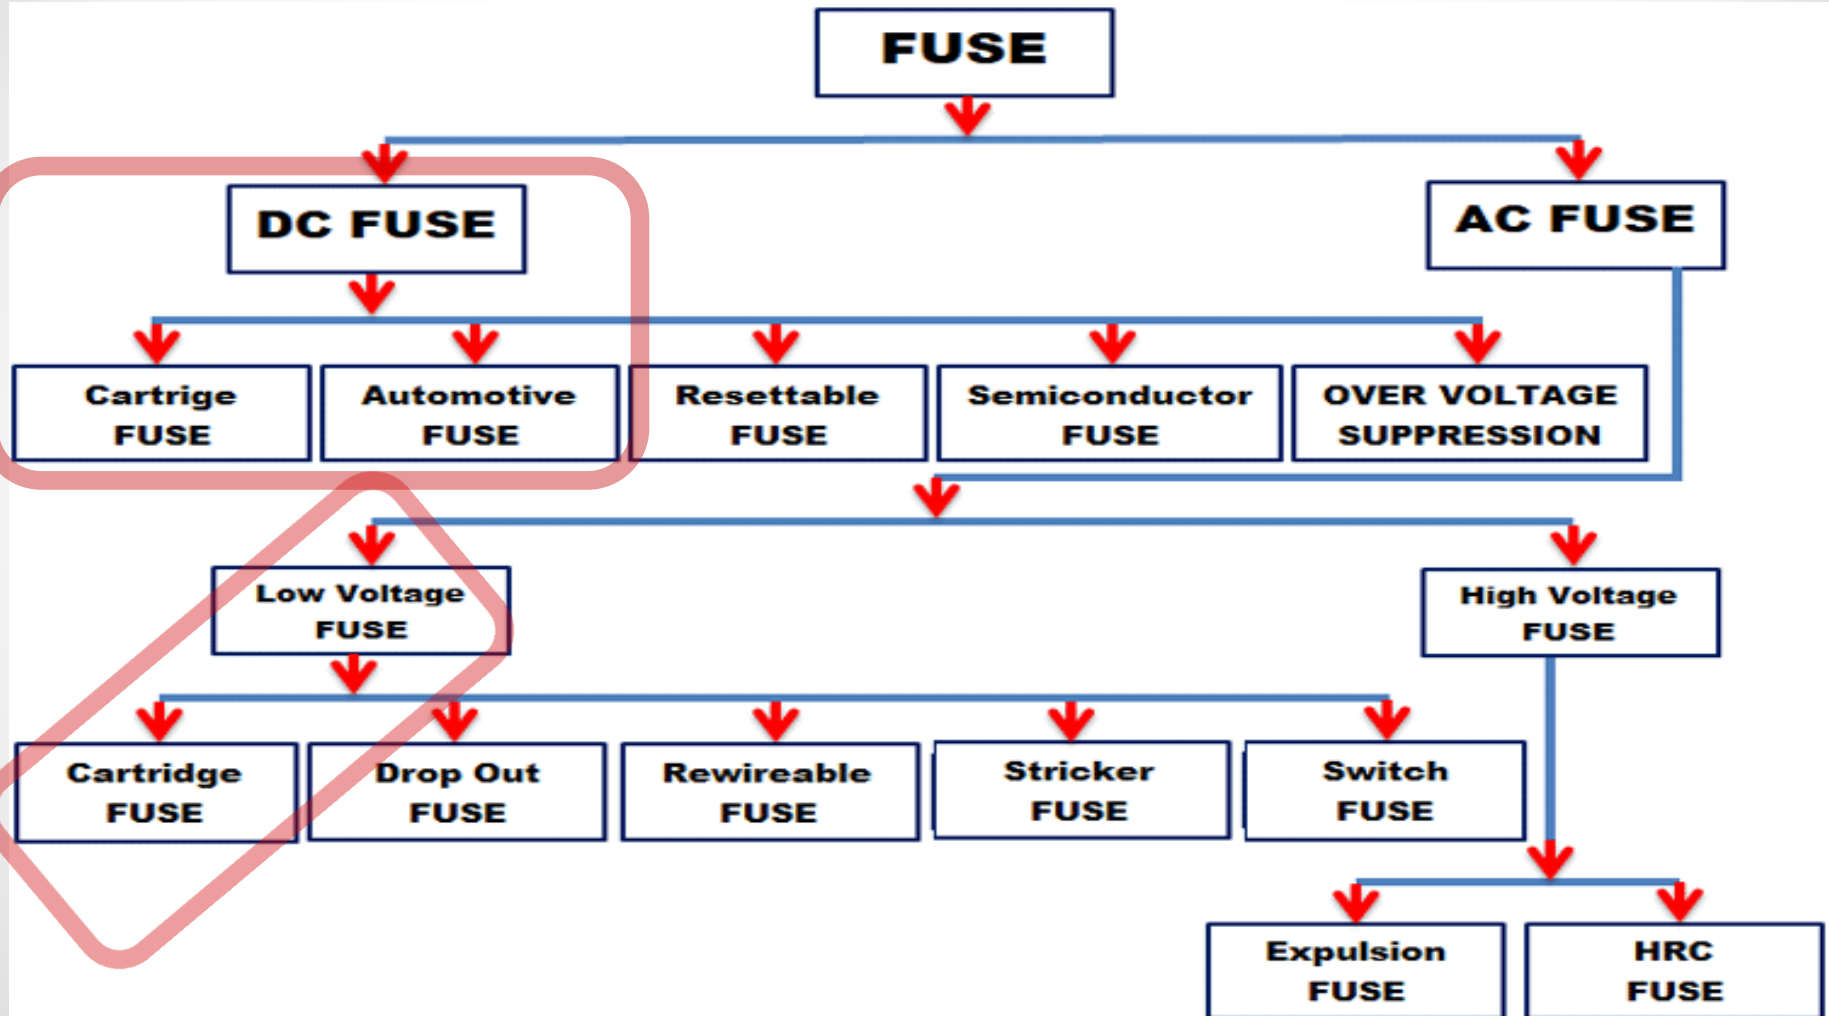 FUSE
DC FUSE
AC FUSE
Cartrige
FUSE
Automotive
FUSE
Resettable
FUSE
Semiconductor
FUSE
OVER VOLTAGE
SUPPRESSION
Low Voltage
FUSE
High Voltage
FUSE
Cartridge
FUSE
Drop Out
FUSE
Rewireable
FUSE
Stricker
FUSE
Switch
FUSE
Expulsion
FUSE
HRC
FUSE